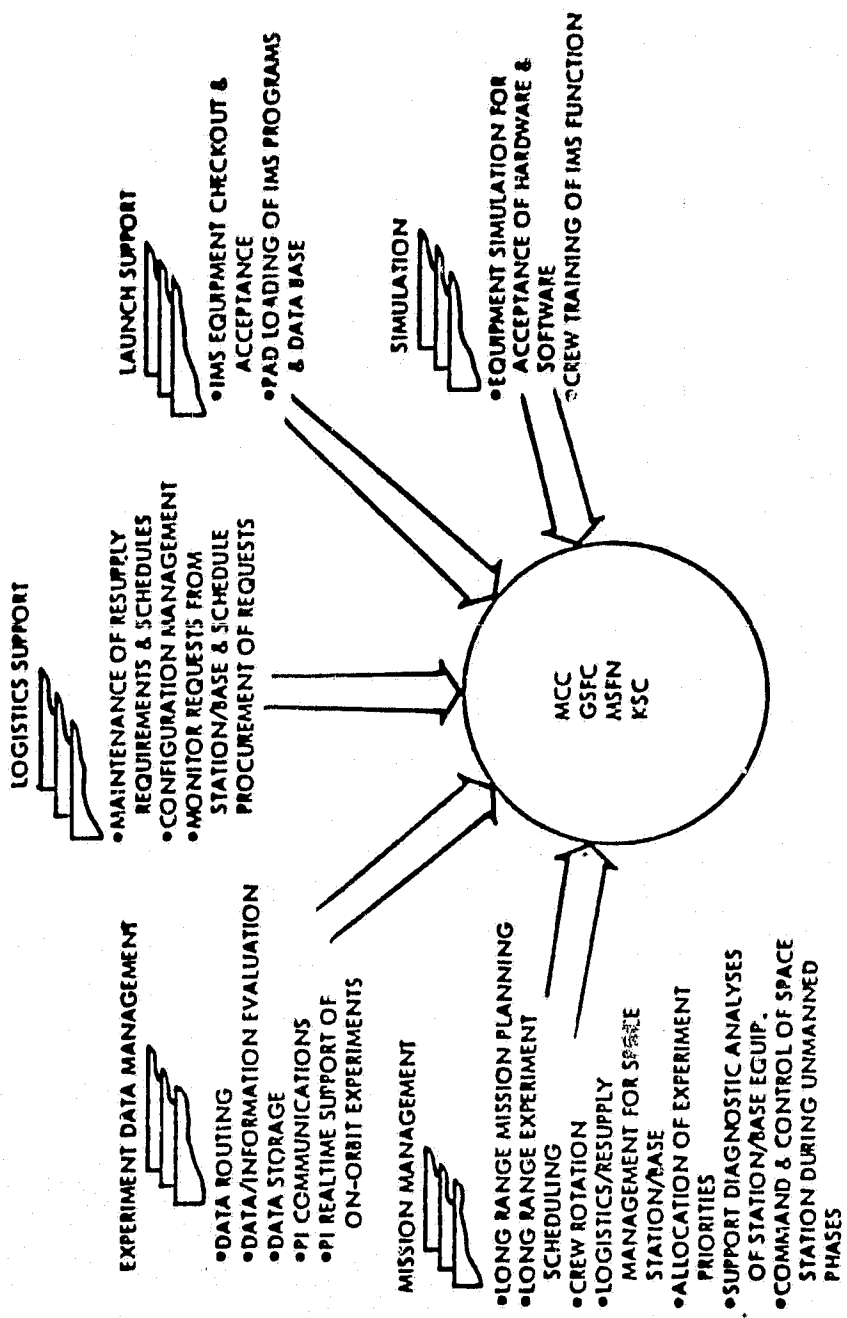 LOGISTICS SUPPORT
•MAINTENANCE OF RESUPPLY
REQUIREMENTS & SCHEDULES
•CONFIGURATION MANAGEMENT
•MONITOR REQUESTS FROM
STATION/BASE & SCHEDULE
PROCUREMENT OF REQUESTS
EXPERIMENT DATA MANAGEMENT
•DATA ROUTING
•DATA/INFORMATION EVALUATION
•DATA STORAGE
•PI COMMUNICATIONS
•PI REALTIME SUPPORT OF
ON-ORBIT EXPERIMENTS
LAUNCH SUPPORT
•IMS EQUIPMENT CHECKOUT &
ACCEPTANCE
•PAD LOADING OF IMS PROGRAMS
& DATA BASE
MISSION MANAGEMENT
•LONG RANGE MISSION PLANNING
•LONG RANGE EXPERIMENT
SCHEDULING
•CREW ROTATION
•LOGISTICS/RESUPPLY
MANAGEMENT FOR SPACE
STATION/BASE
•ALLOCATION OF EXPERIMENT
PRIORITIES
•SUPPORT DIAGNOSTIC ANALYSES
OF STATION/BASE EQUIP.
•COMMAND & CONTROL OF SPACE
STATION DURING UNMANNED
PHASES
SIMULATION
•EQUIPMENT SIMULATION FOR
ACCEPTANCE OF HARDWARE &
SOFTWARE
•CREW TRAINING OF IMS FUNCTION
MCC
GSFC
MSFN
KSC